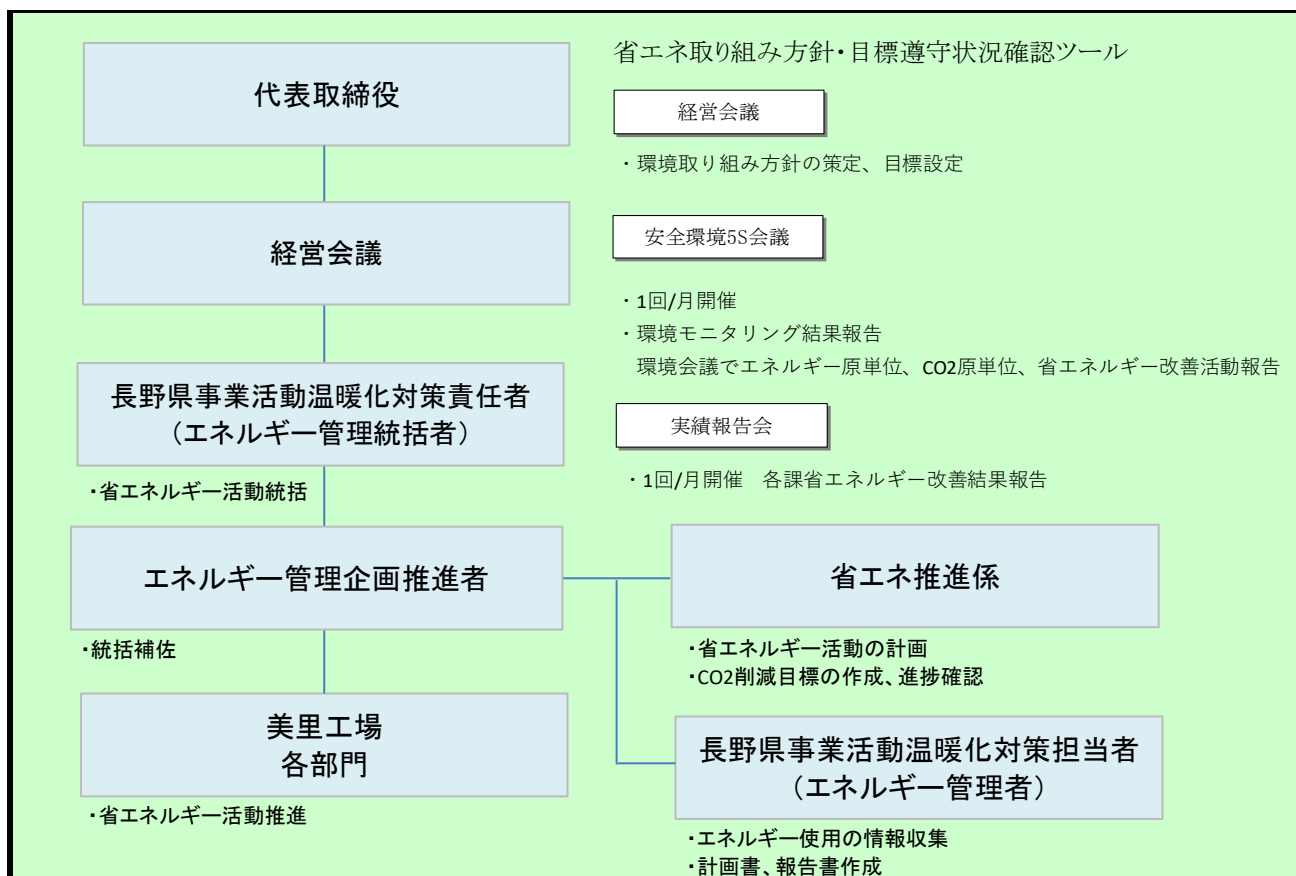 省エネ取り組み方針・目標遵守状況確認ツール
代表取締役
経営会議
・環境取り組み方針の策定、目標設定
経営会議
安全環境5S会議
・1回/月開催
・環境モニタリング結果報告
環境会議でエネルギー原単位、CO2原単位、省エネルギー改善活動報告
長野県事業活動温暖化対策責任者
（エネルギー管理統括者）
・省エネルギー活動統括
実績報告会
・1回/月開催　各課省エネルギー改善結果報告
エネルギー管理企画推進者
・統括補佐
省エネ推進係
・省エネルギー活動の計画
・CO2削減目標の作成、進捗確認
美里工場
各部門
・省エネルギー活動推進
長野県事業活動温暖化対策担当者
（エネルギー管理者）
・エネルギー使用の情報収集
・計画書、報告書作成